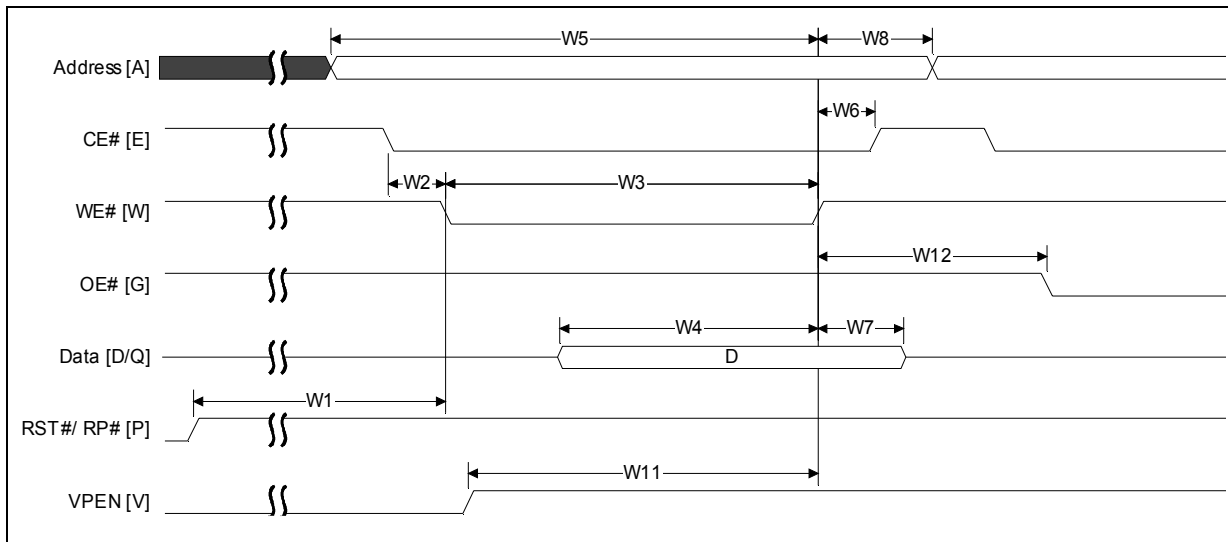 W5
W8
Address [A]
W6
CE# [E]
W2
W3
WE# [W]
W12
OE# [G]
W4
W7
Data [D/Q]
D
W1
RST#/ RP# [P]
W11
VPEN [V]